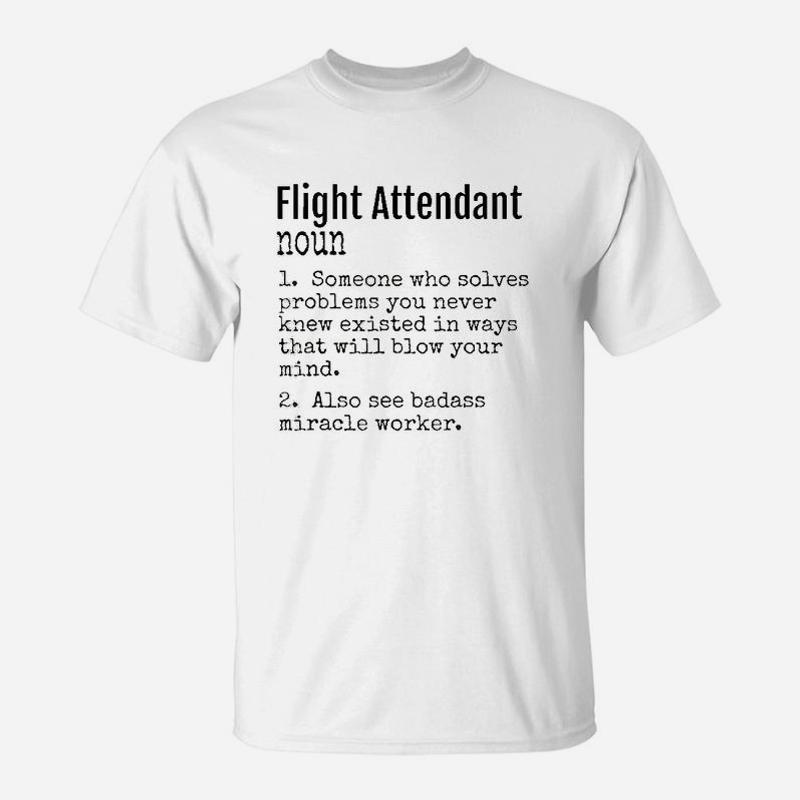 Flight Attendant
noun
1. Someone who solves
problems you never
knew existed in ways
that will blow your
mind.
2. Also see badass
miracle worker.